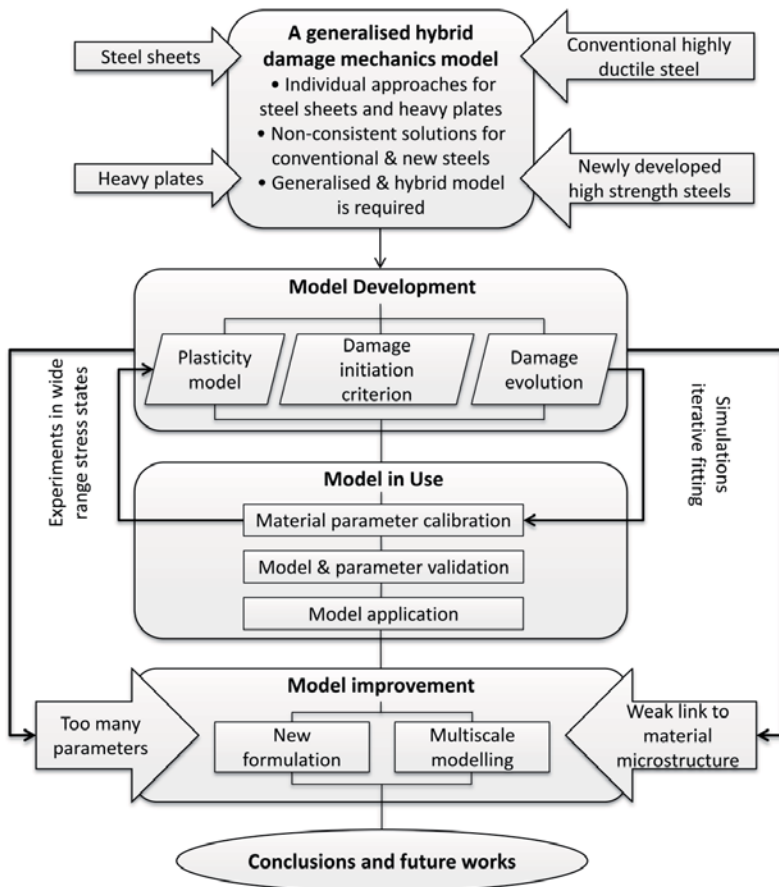 Steel sheets
Heavy plates
A generalised hybrid
damage mechanics model
• Individual approaches for
steel sheets and heavy plates
• Non-consistent solutions for
conventional & new steels
• Generalised & hybrid model
is required
Conventional highly
ductile steel
Newly developed
high strength steels
Model Development
Plasticity
model
Damage
initiation
criterion
Damage
evolution
Experiments in wide
range stress states
Simulations
iterative fitting
Model in Use
Material parameter calibration
Model & parameter validation
Model application
Model improvement
Too many
parameters
New
formulation
Multiscale
modelling
Weak link to
material
microstructure
Conclusions and future works